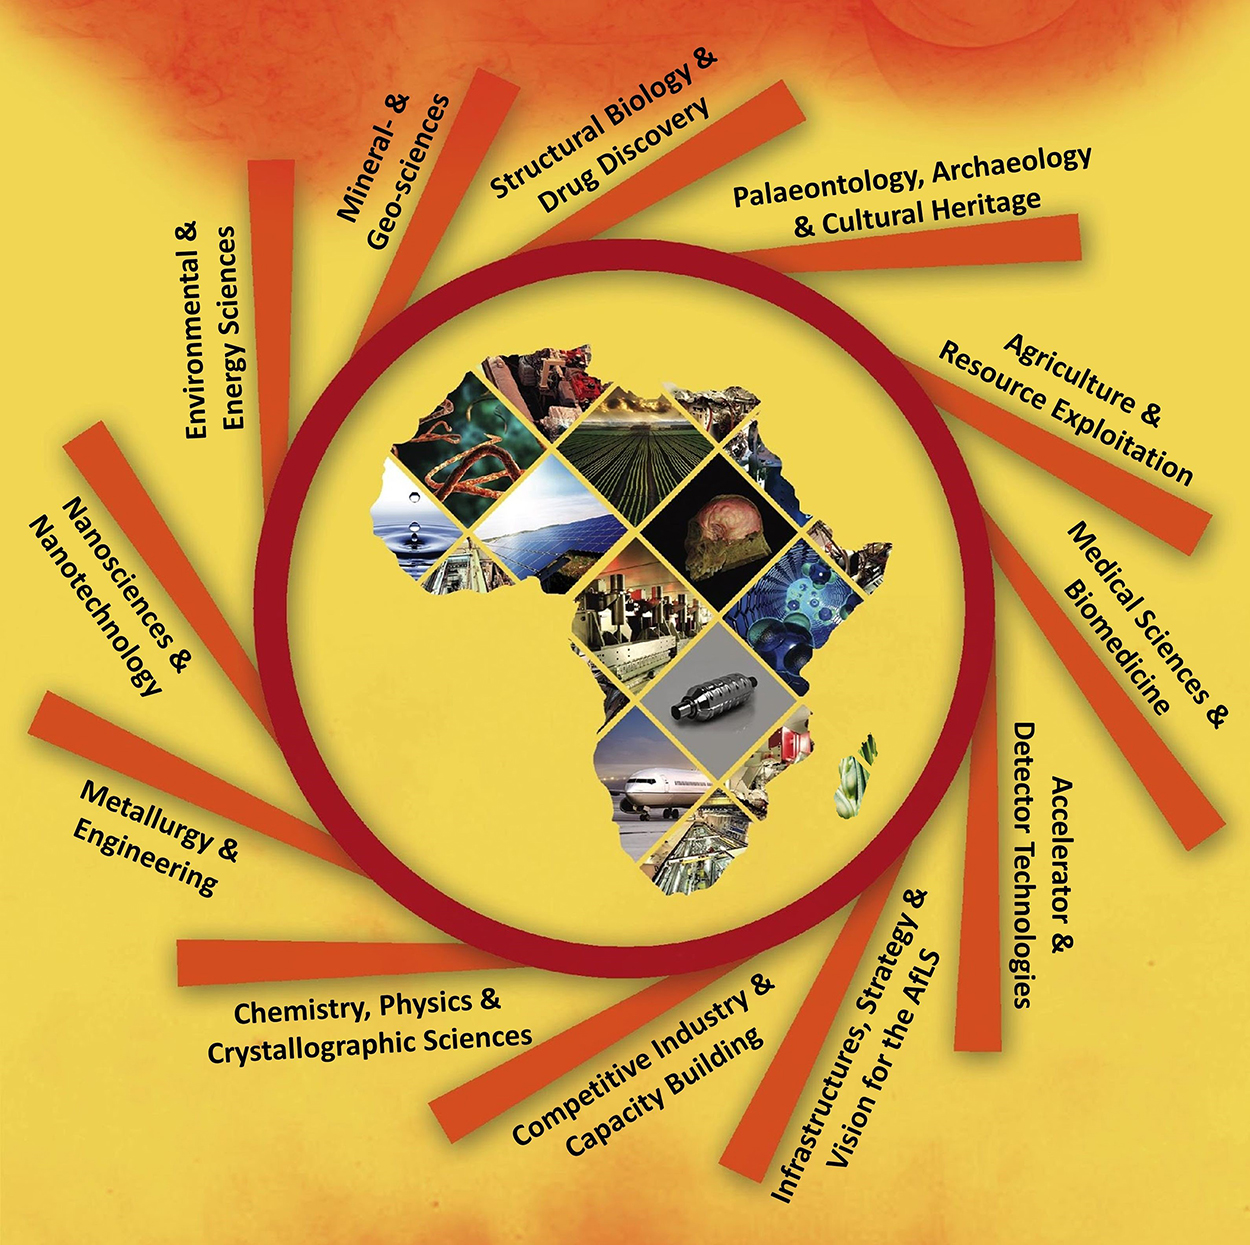 Structural Biology &
Drug Discovery
Palaeontology, Archaeology
& Cultural Heritage
Agriculture &
Resource Exploitation
Medical Sciences &
Biomedicine
Accelerator &
Detector Technologies
Infrastructures, Strategy &
Vision for the AfLS
Competitive Industry &
Capacity Building
Chemistry, Physics &
Crystallographic Sciences
Metallurgy &
Engineering
Nanosciences &
Nanotechnology
Environmental &
Energy Sciences
Mineral- &
Geo-sciences